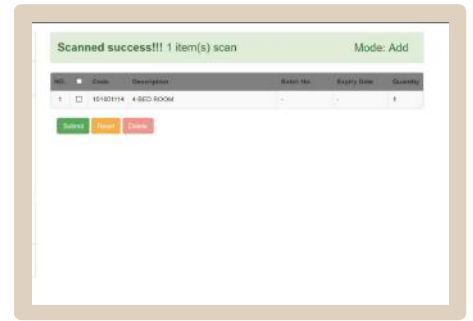 Scanned success!!! 1 item(s) scan Mode: Add
NO. Code Description Batch No. Expiry Date Quantity
1 101801114 4-BED ROOM - - 1
Submit Reset Delete